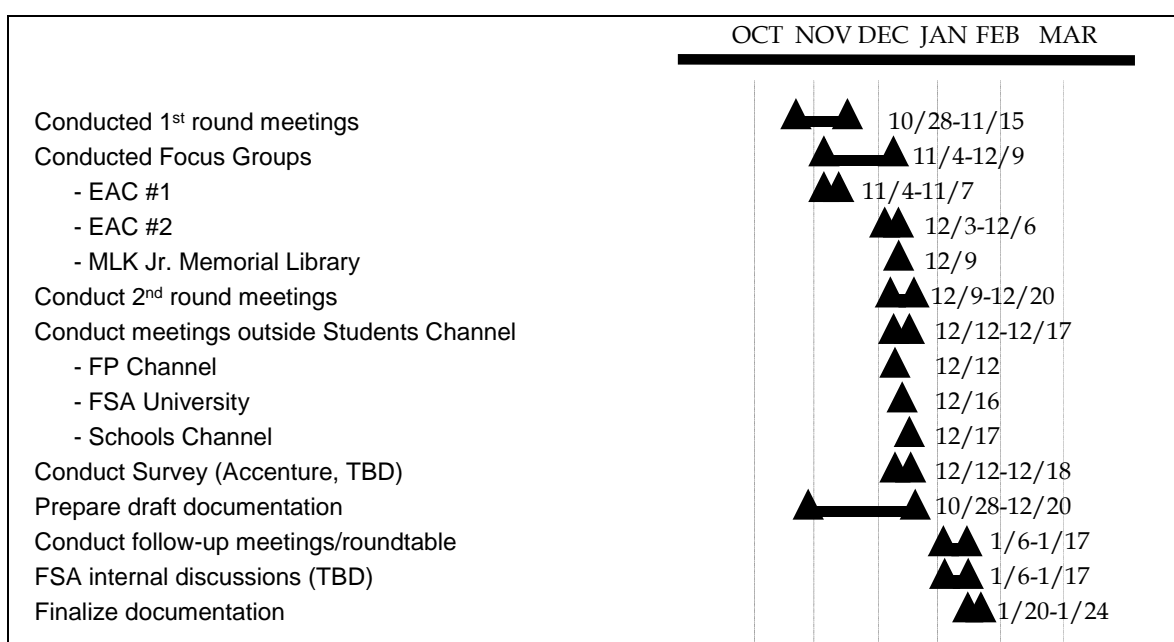 OCT NOV DEC JAN FEB MAR
Conducted 1st round meetings 10/28-11/15
Conducted Focus Groups 11/4-12/9
- EAC #1 11/4-11/7
- EAC #2 12/3-12/6
- MLK Jr. Memorial Library 12/9
Conduct 2nd round meetings 12/9-12/20
Conduct meetings outside Students Channel 12/12-12/17
- FP Channel 12/12
- FSA University 12/16
- Schools Channel 12/17
Conduct Survey (Accenture, TBD) 12/12-12/18
Prepare draft documentation 10/28-12/20
Conduct follow-up meetings/roundtable 1/6-1/17
FSA internal discussions (TBD) 1/6-1/17
Finalize documentation 1/20-1/24